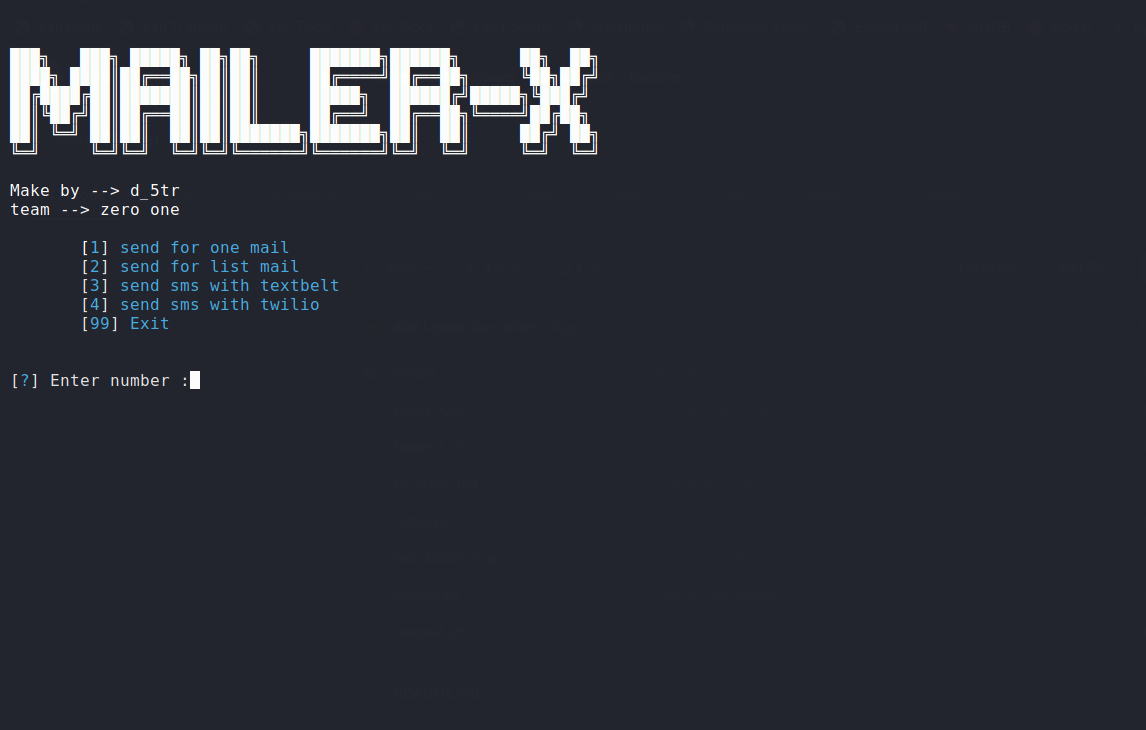 MAILER-X
Make by --> d_5tr
team --> zero one
[1] send for one mail
[2] send for list mail
[3] send sms with textbelt
[4] send sms with twilio
[99] Exit
[?] Enter number :